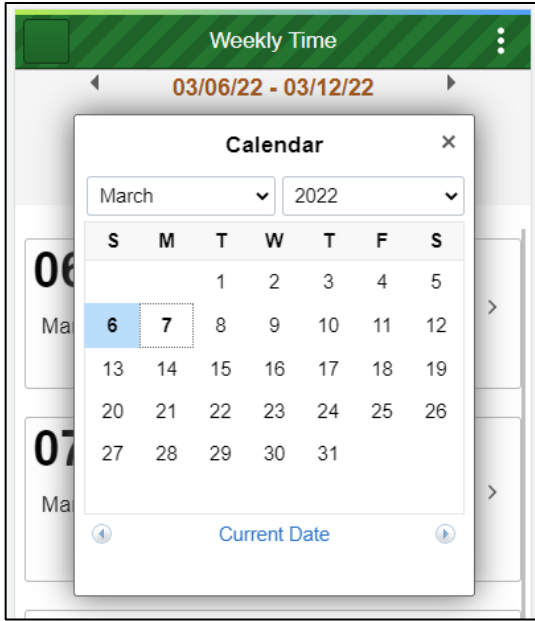 Weekly Time
03/06/22 - 03/12/22
Calendar ×
March 2022
S M T W T F S
1 2 3 4 5
6 7 8 9 10 11 12
13 14 15 16 17 18 19
20 21 22 23 24 25 26
27 28 29 30 31
Current Date
06
Mar
07
Mar